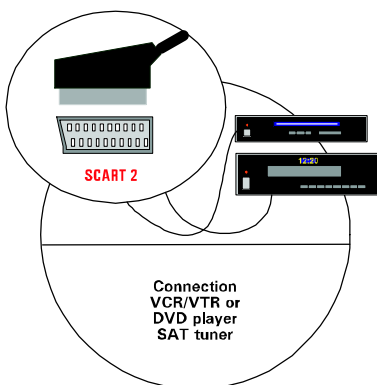 SCART 2
12:20
Connection
VCR/VTR or
DVD player
SAT tuner